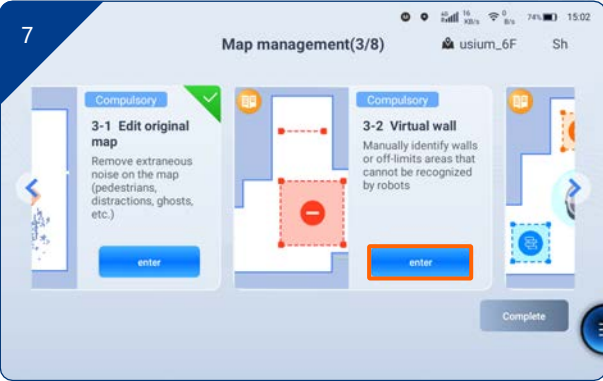 7
4G 16 KB/s 0 B/s 74% 15:02
Map management(3/8)
usium_6F
Sh
Compulsory
3-1 Edit original
map
Remove extraneous
noise on the map
(pedestrians,
distractions, ghosts,
etc.)
enter
Compulsory
3-2 Virtual wall
Manually identify walls
or off-limits areas that
cannot be recognized
by robots
enter
Complete